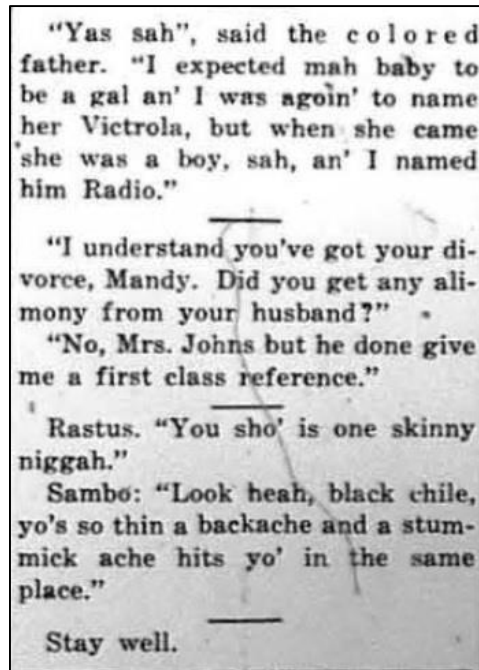 "Yas sah", said the colored
father. "I expected mah baby to
be a gal an' I was agoin' to name
her Victrola, but when she came
she was a boy, sah, an' I named
him Radio."
"I understand you've got your di-
vorce, Mandy. Did you get any ali-
mony from your husband?"
"No, Mrs. Johns but he done give
me a first class reference."
Rastus. "You sho' is one skinny
niggah."
Sambo: "Look heah, black chile,
yo's so thin a backache and a stum-
mick ache hits yo' in the same
place."
Stay well.